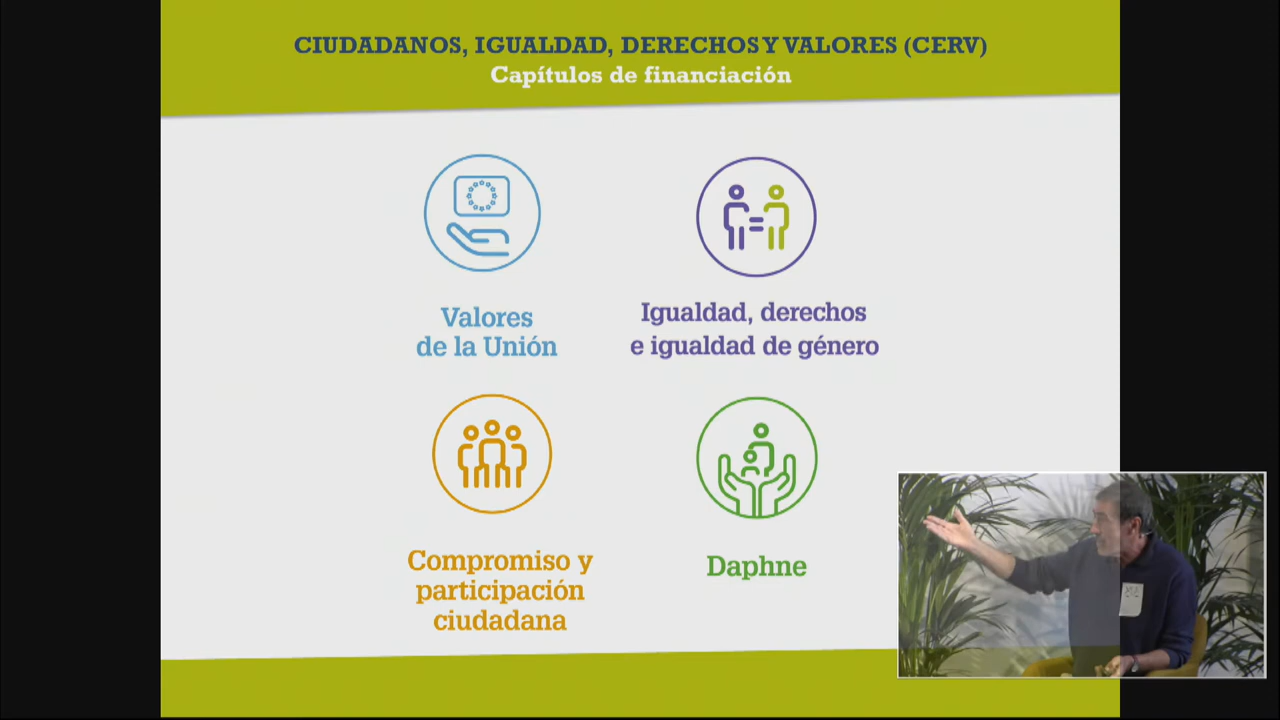 CIUDADANOS, IGUALDAD, DERECHOS Y VALORES (CERV)
Capítulos de financiación
Valores
de la Unión
Igualdad, derechos
e igualdad de género
Compromiso y
participación
ciudadana
Daphne